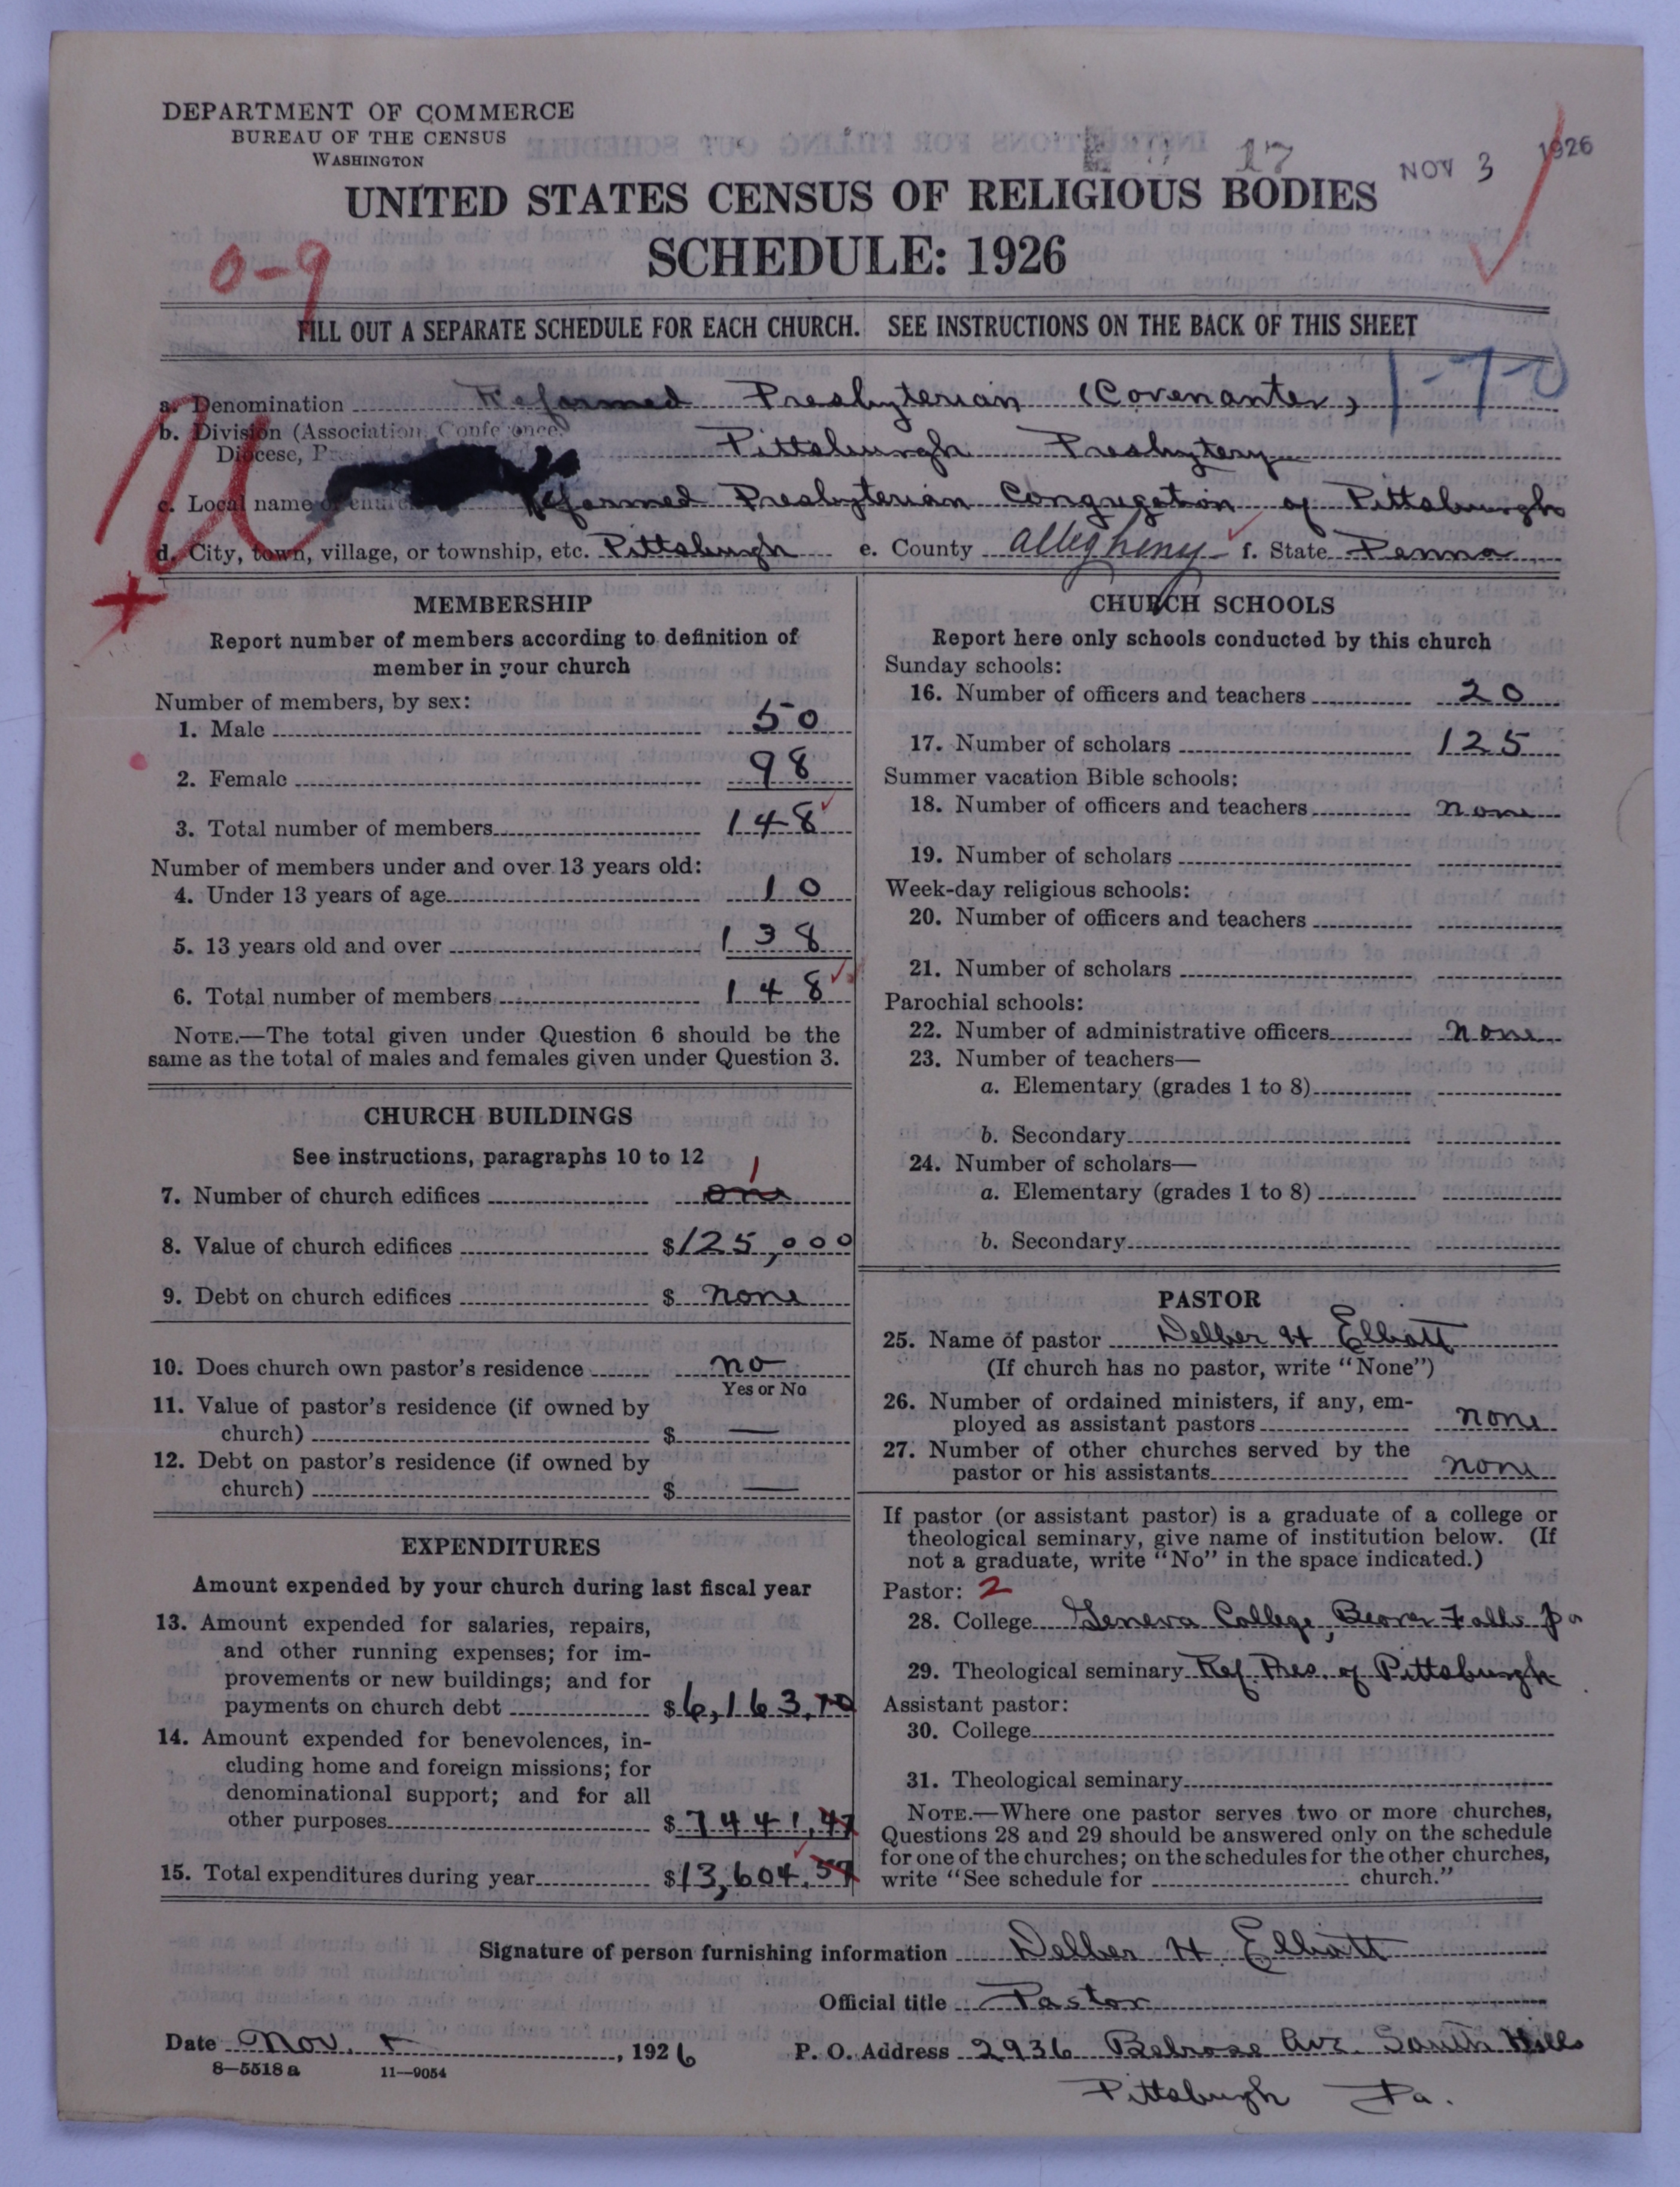 DEPARTMENT OF COMMERCE
BUREAU OF THE CENSUS
WASHINGTON
17 NOV 3 1926
UNITED STATES CENSUS OF RELIGIOUS BODIES
SCHEDULE: 1926
0-9
FILL OUT A SEPARATE SCHEDULE FOR EACH CHURCH. SEE INSTRUCTIONS ON THE BACK OF THIS SHEET
1-70
a. Denomination Reformed Presbyterian (Covenanter)
b. Division (Association, Conference,
Diocese, Pittsburgh Presbytery
c. Local name of church Reformed Presbyterian Congregation of Pittsburgh
d. City, town, village, or township, etc. Pittsburgh e. County Allegheny f. State Penna
MEMBERSHIP
Report number of members according to definition of
member in your church
Number of members, by sex:
1. Male 50
2. Female 98
3. Total number of members 148
Number of members under and over 13 years old:
4. Under 13 years of age 10
5. 13 years old and over 138
6. Total number of members 148
NOTE.—The total given under Question 6 should be the
same as the total of males and females given under Question 3.
CHURCH BUILDINGS
See instructions, paragraphs 10 to 12
7. Number of church edifices one 1
8. Value of church edifices $125,000
9. Debt on church edifices $ none
10. Does church own pastor's residence no
Yes or No
11. Value of pastor's residence (if owned by
church) $ —
12. Debt on pastor's residence (if owned by
church) $ —
EXPENDITURES
Amount expended by your church during last fiscal year
13. Amount expended for salaries, repairs,
and other running expenses; for im-
provements or new buildings; and for
payments on church debt $6,163.10
14. Amount expended for benevolences, in-
cluding home and foreign missions; for
denominational support; and for all
other purposes $7441.47
15. Total expenditures during year $13,604.57
CHURCH SCHOOLS
Report here only schools conducted by this church
Sunday schools:
16. Number of officers and teachers 20
17. Number of scholars 125
Summer vacation Bible schools:
18. Number of officers and teachers none
19. Number of scholars
Week-day religious schools:
20. Number of officers and teachers
21. Number of scholars
Parochial schools:
22. Number of administrative officers none
23. Number of teachers—
a. Elementary (grades 1 to 8)
b. Secondary
24. Number of scholars—
a. Elementary (grades 1 to 8)
b. Secondary
PASTOR
25. Name of pastor Delber H Elliott
(If church has no pastor, write "None")
26. Number of ordained ministers, if any, em-
ployed as assistant pastors none
27. Number of other churches served by the
pastor or his assistants none
If pastor (or assistant pastor) is a graduate of a college or
theological seminary, give name of institution below. (If
not a graduate, write "No" in the space indicated.)
Pastor: 2
28. College Geneva College, Beaver Falls Pa
29. Theological seminary Ref. Pres. of Pittsburgh
Assistant pastor:
30. College
31. Theological seminary
NOTE.—Where one pastor serves two or more churches,
Questions 28 and 29 should be answered only on the schedule
for one of the churches; on the schedules for the other churches,
write "See schedule for church."
Signature of person furnishing information Delber H Elliott
Official title Pastor
Date Nov. 1, 1926 P. O. Address 2936 Belrose Ave. South Hills
8—5518 a 11—9054
Pittsburgh Pa.